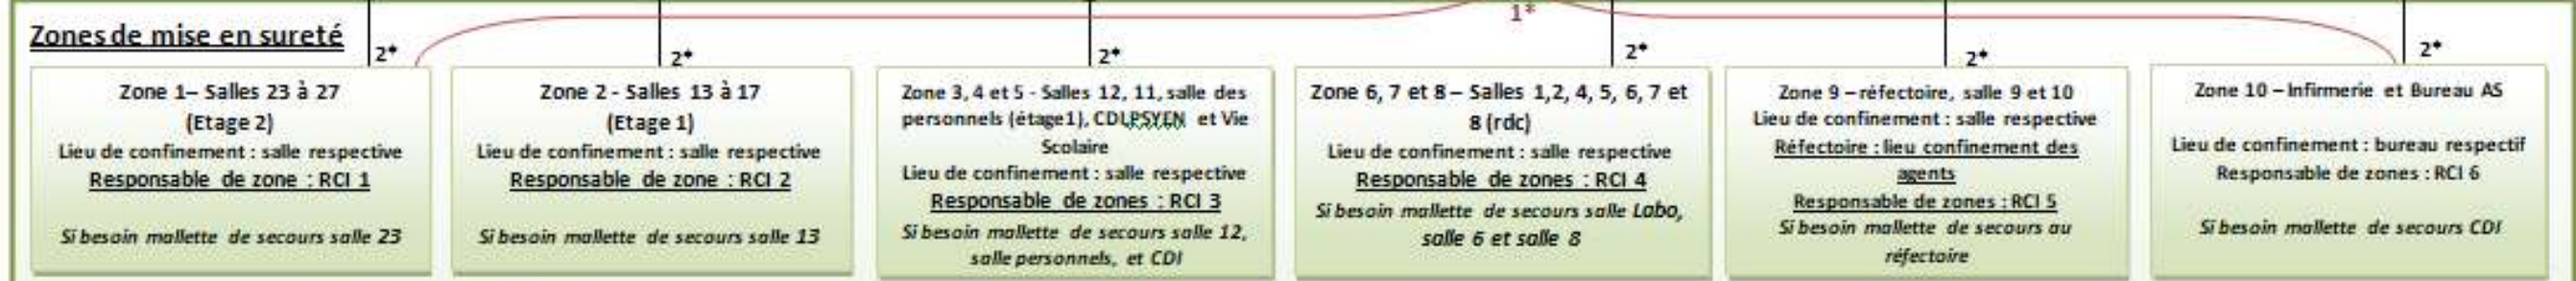 1*
Zones de mise en sureté
2*
2*
2*
2*
2*
2*
Zone 1– Salles 23 à 27
(Etage 2)
Lieu de confinement : salle respective
Responsable de zone : RCI 1
Si besoin mallette de secours salle 23
Zone 2 - Salles 13 à 17
(Etage 1)
Lieu de confinement : salle respective
Responsable de zone : RCI 2
Si besoin mallette de secours salle 13
Zone 3, 4 et 5 - Salles 12, 11, salle des
personnels (étage1), CDI,PSYEN et Vie
Scolaire
Lieu de confinement : salle respective
Responsable de zones : RCI 3
Si besoin mallette de secours salle 12,
salle personnels, et CDI
Zone 6, 7 et 8 – Salles 1,2, 4, 5, 6, 7 et
8 (rdc)
Lieu de confinement : salle respective
Responsable de zones : RCI 4
Si besoin mallette de secours salle Labo,
salle 6 et salle 8
Zone 9 – réfectoire, salle 9 et 10
Lieu de confinement : salle respective
Réfectoire : lieu confinement des
agents
Responsable de zones : RCI 5
Si besoin mallette de secours au
réfectoire
Zone 10 – Infirmerie et Bureau AS
Lieu de confinement : bureau respectif
Responsable de zones : RCI 6
Si besoin mallette de secours CDI